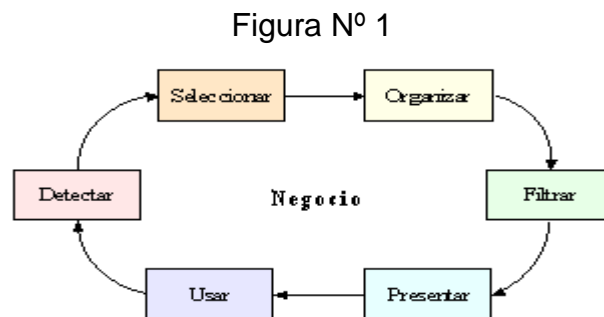 Figura Nº 1
Seleccionar
Organizar
Detectar
Negocio
Filtrar
Usar
Presentar